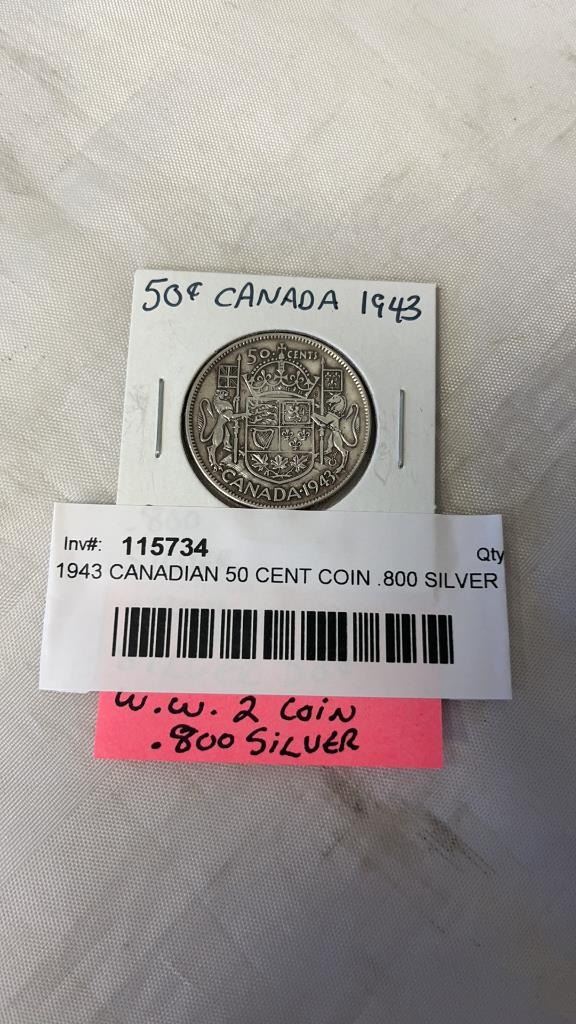 50¢ CANADA 1943
50 CENTS
CANADA·1943
Inv#: 115734 Qty
1943 CANADIAN 50 CENT COIN .800 SILVER
W.W. 2 COIN
.800 SILVER